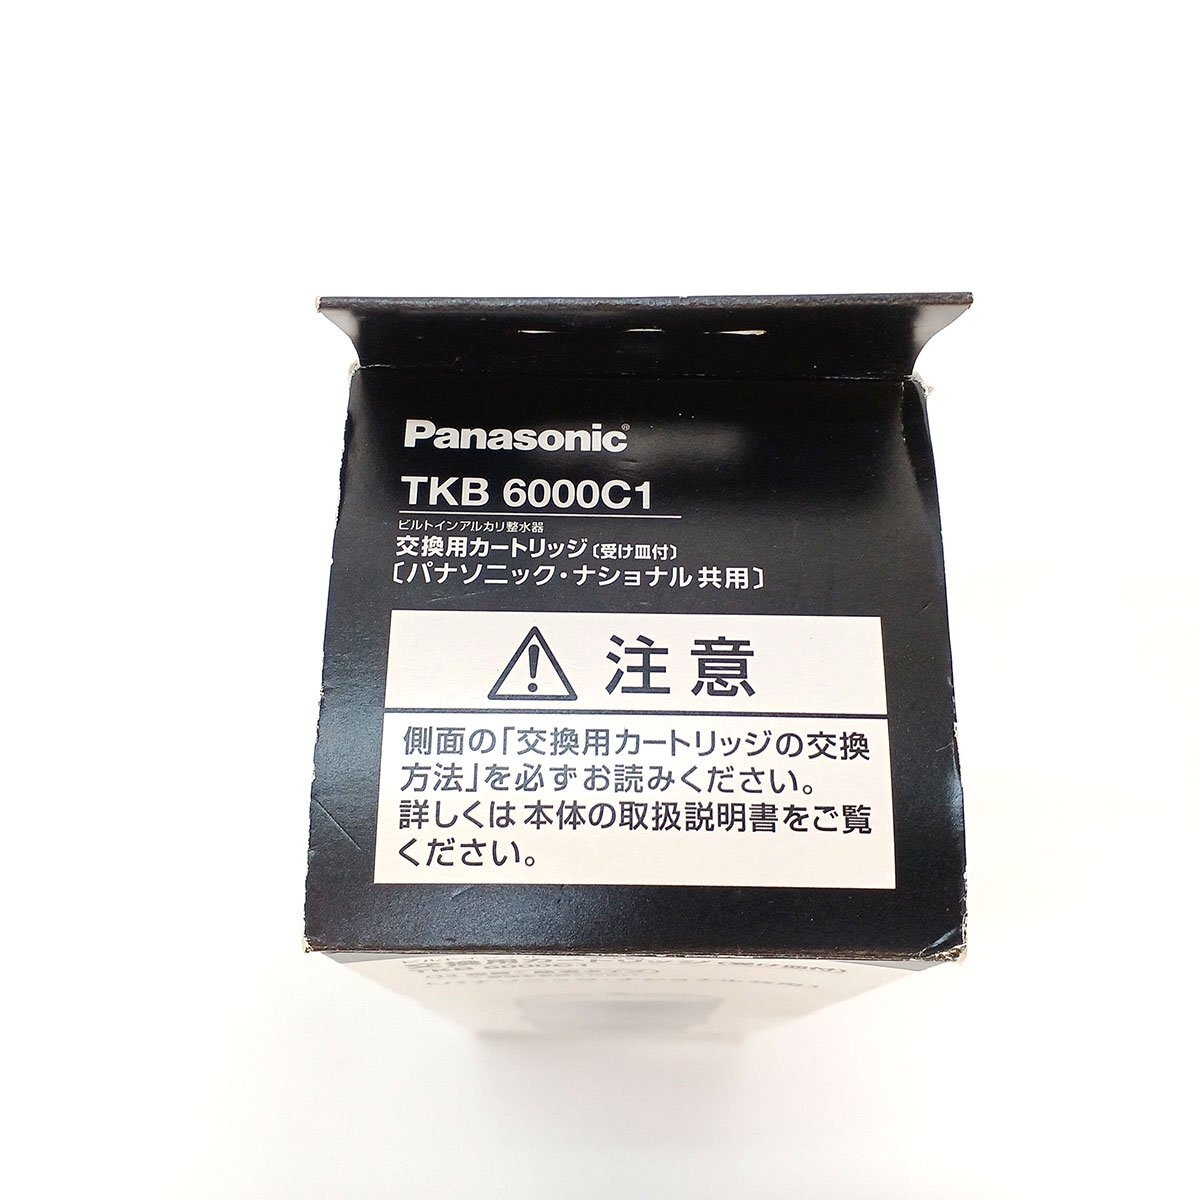 Panasonic®
TKB 6000C1
ビルトインアルカリ整水器
交換用カートリッジ〔受け皿付〕
〔パナソニック・ナショナル共用〕
注意
側面の「交換用カートリッジの交換
方法」を必ずお読みください。
詳しくは本体の取扱説明書をご覧
ください。
TKB 6000C1